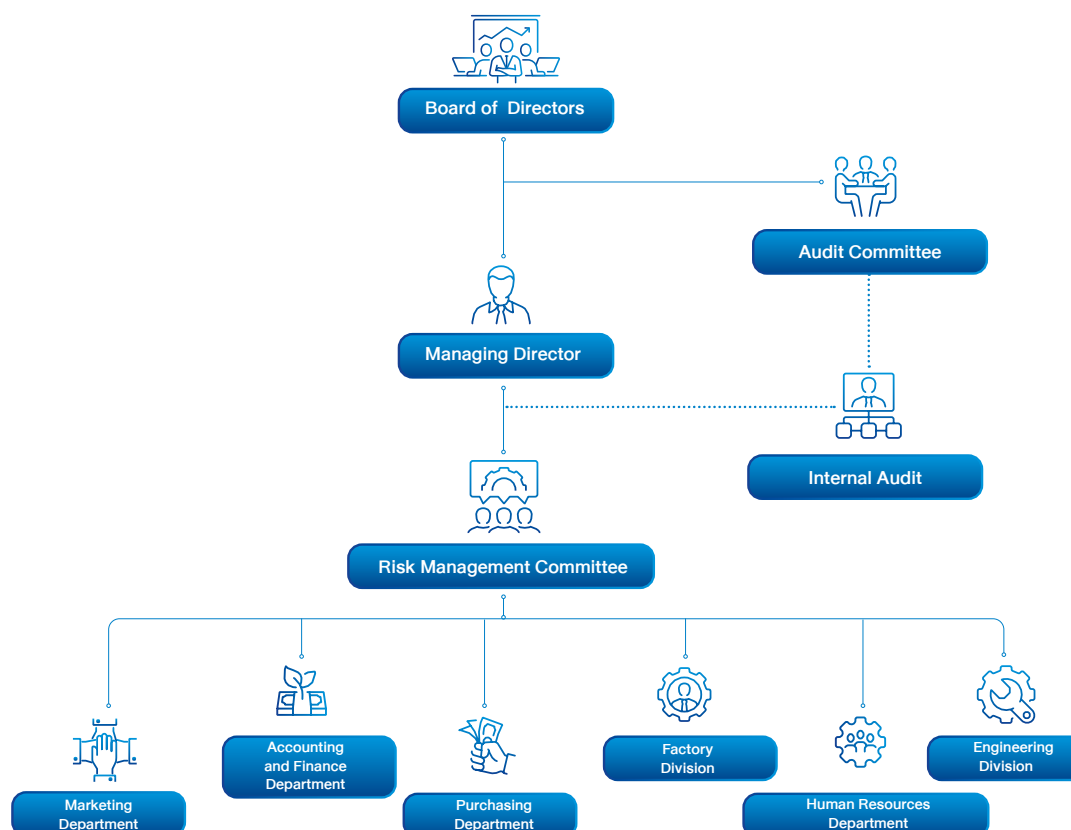 Board of Directors
Audit Committee
Managing Director
Internal Audit
Risk Management Committee
Accounting
and Finance
Department
Factory
Division
Engineering
Division
Marketing
Department
Purchasing
Department
Human Resources
Department